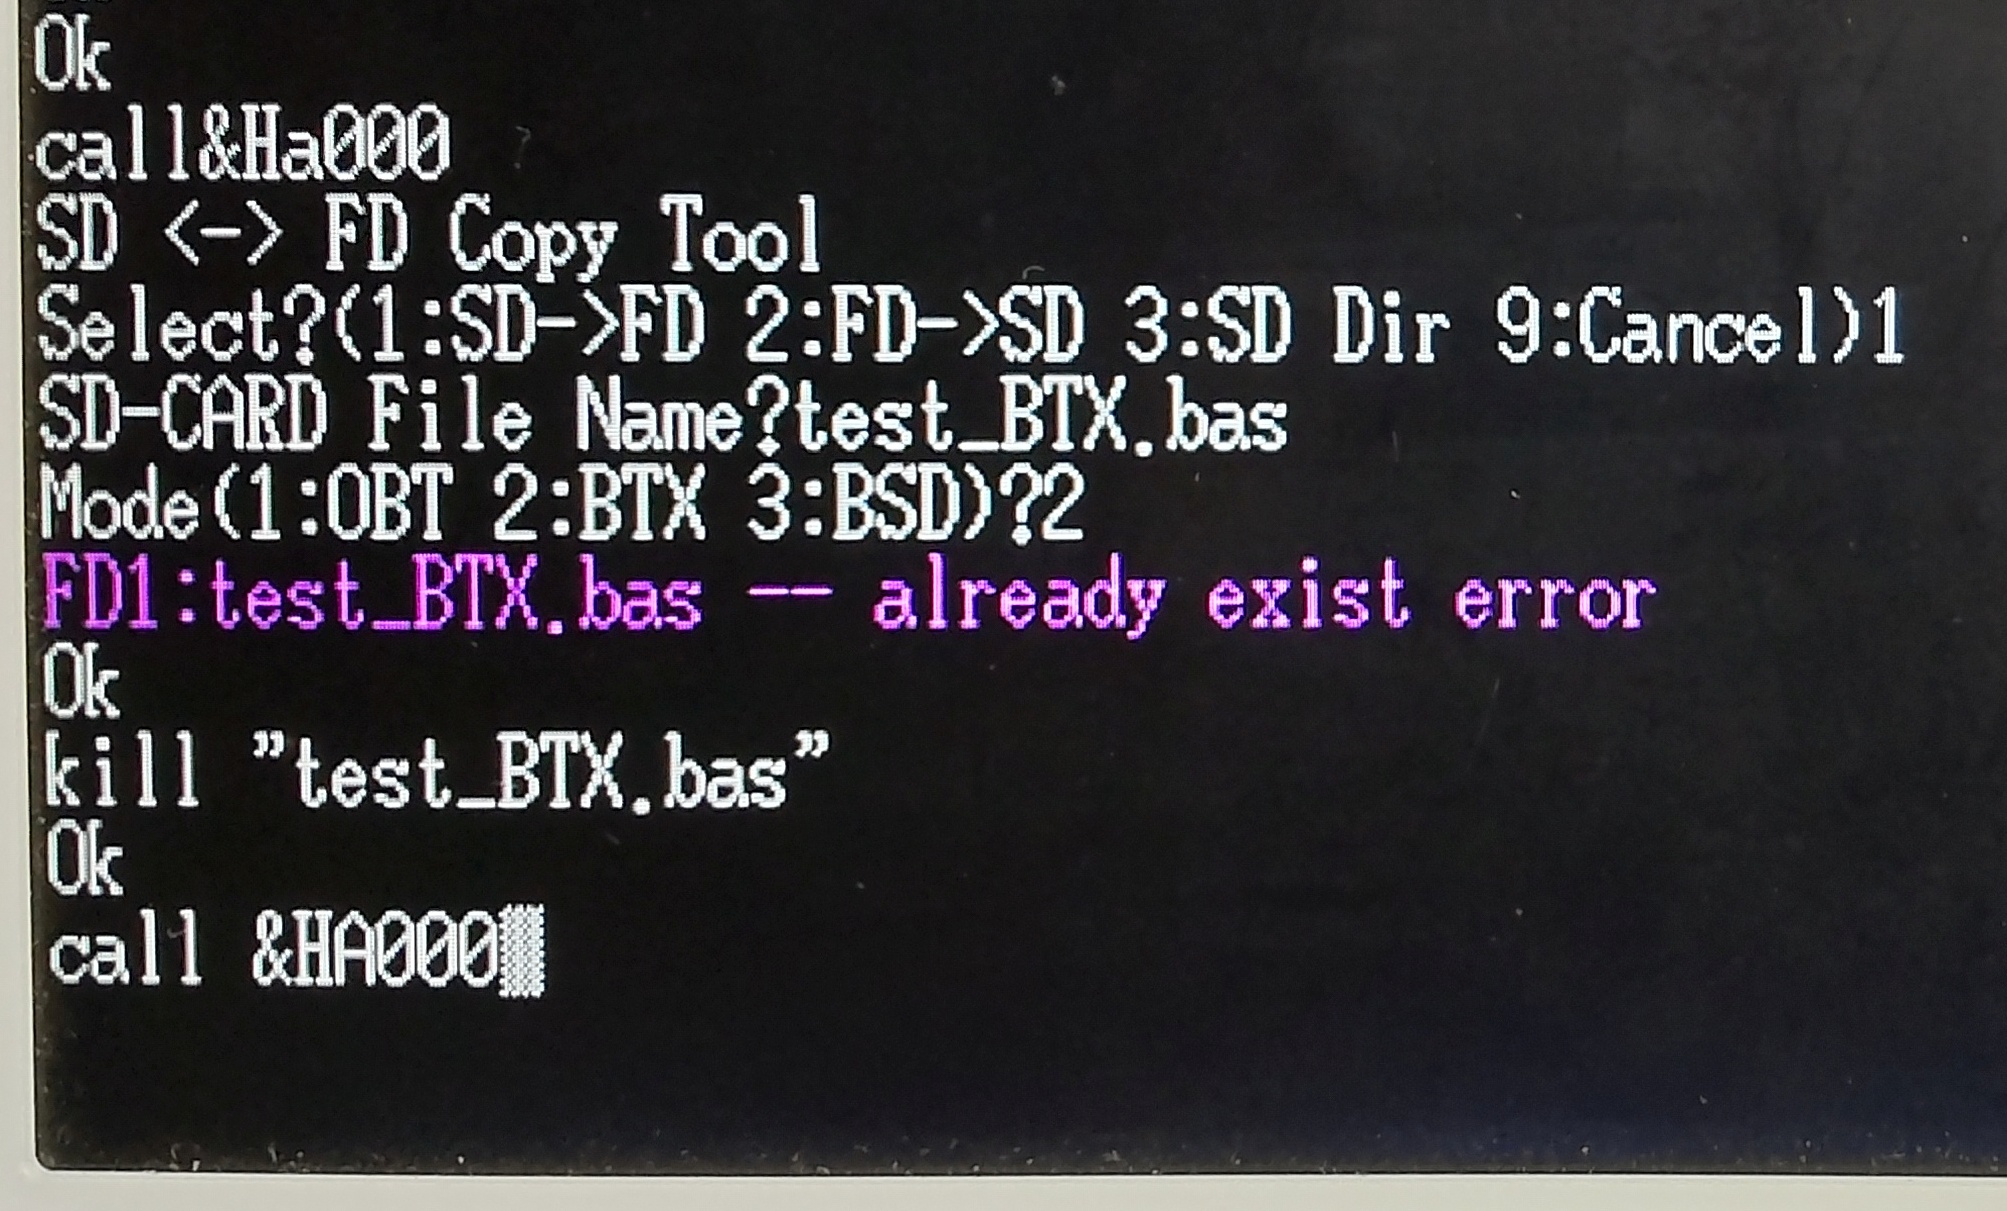 Ok
call&Ha000
SD <-> FD Copy Tool
Select?(1:SD->FD 2:FD->SD 3:SD Dir 9:Cancel)1
SD-CARD File Name?test_BTX.bas
Mode(1:OBT 2:BTX 3:BSD)?2
FD1:test_BTX.bas -- already exist error
Ok
kill "test_BTX.bas"
Ok
call &HA000